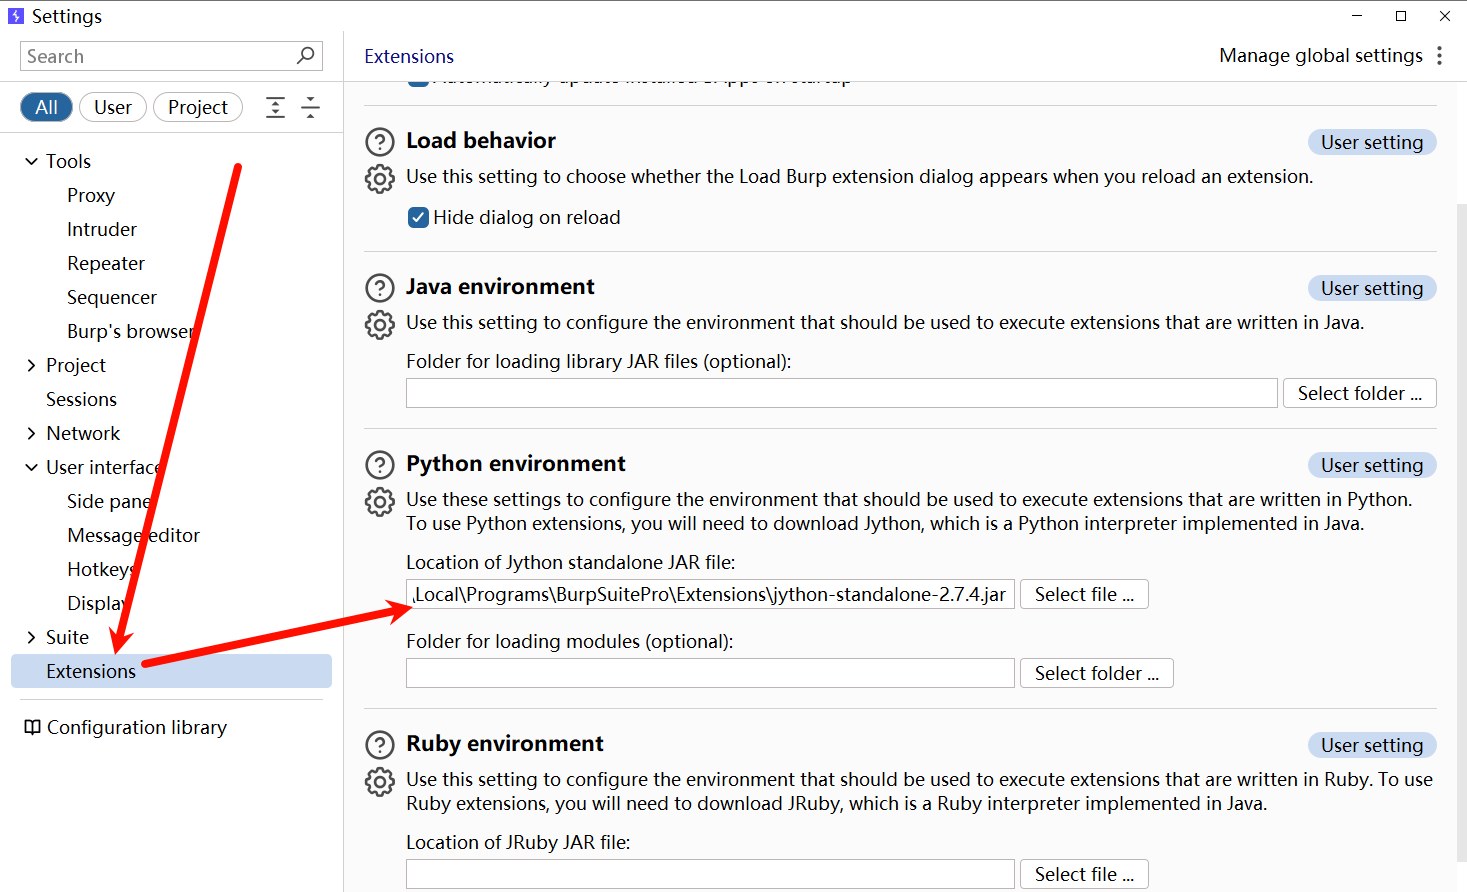 Settings
Search
Extensions
Manage global settings
All
User
Project
Tools
Proxy
Intruder
Repeater
Sequencer
Burp's browser
Project
Sessions
Network
User interface
Side pane
Message editor
Hotkeys
Display
Suite
Extensions
Configuration library
Load behavior
User setting
Use this setting to choose whether the Load Burp extension dialog appears when you reload an extension.
Hide dialog on reload
Java environment
User setting
Use this setting to configure the environment that should be used to execute extensions that are written in Java.
Folder for loading library JAR files (optional):
Select folder ...
Python environment
User setting
Use these settings to configure the environment that should be used to execute extensions that are written in Python.
To use Python extensions, you will need to download Jython, which is a Python interpreter implemented in Java.
Location of Jython standalone JAR file:
\Local\Programs\BurpSuitePro\Extensions\jython-standalone-2.7.4.jar
Select file ...
Folder for loading modules (optional):
Select folder ...
Ruby environment
User setting
Use this setting to configure the environment that should be used to execute extensions that are written in Ruby. To use
Ruby extensions, you will need to download JRuby, which is a Ruby interpreter implemented in Java.
Location of JRuby JAR file:
Select file ...